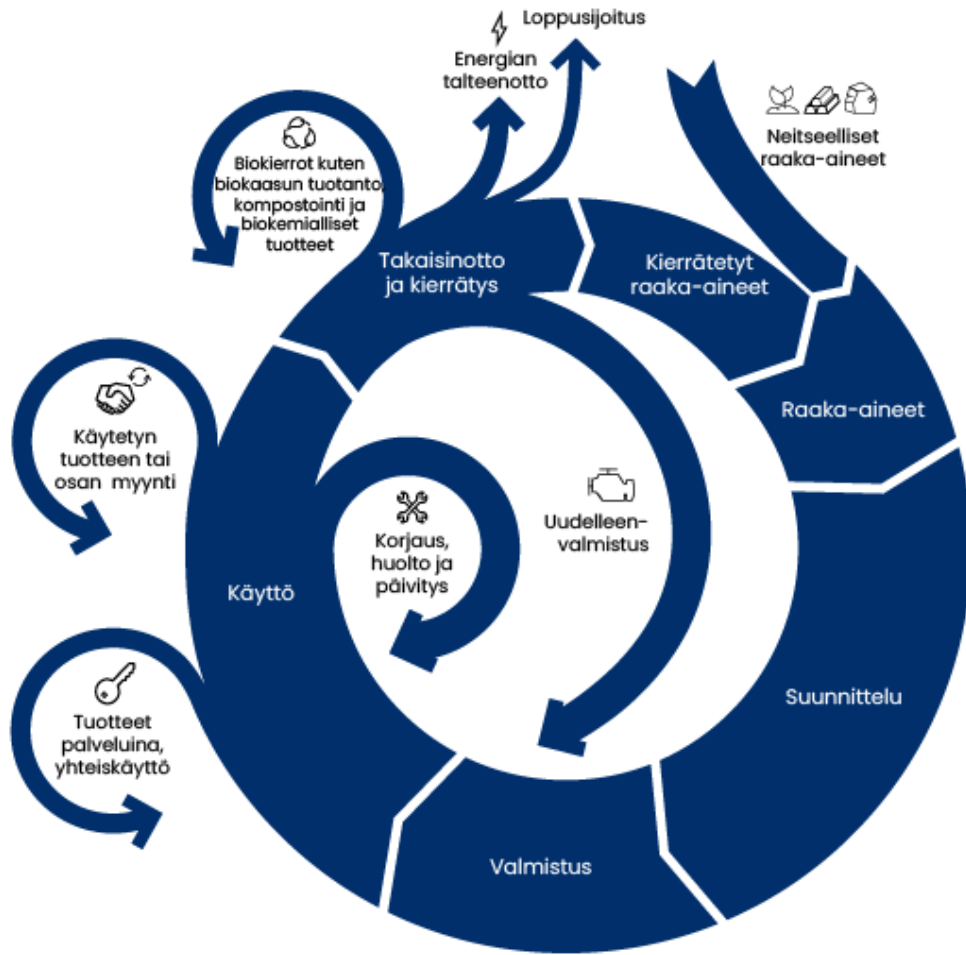 Loppusijoitus
Energian
talteenotto
Neitseelliset
raaka-aineet
Biokierrot kuten
biokaasun tuotanto,
kompostointi ja
biokemialliset
tuotteet
Takaisinotto
ja kierrätys
Kierrätetyt
raaka-aineet
Raaka-aineet
Käytetyn
tuotteen tai
osan myynti
Korjaus,
huolto ja
päivitys
Uudelleen-
valmistus
Käyttö
Suunnittelu
Tuotteet
palveluina,
yhteiskäyttö
Valmistus